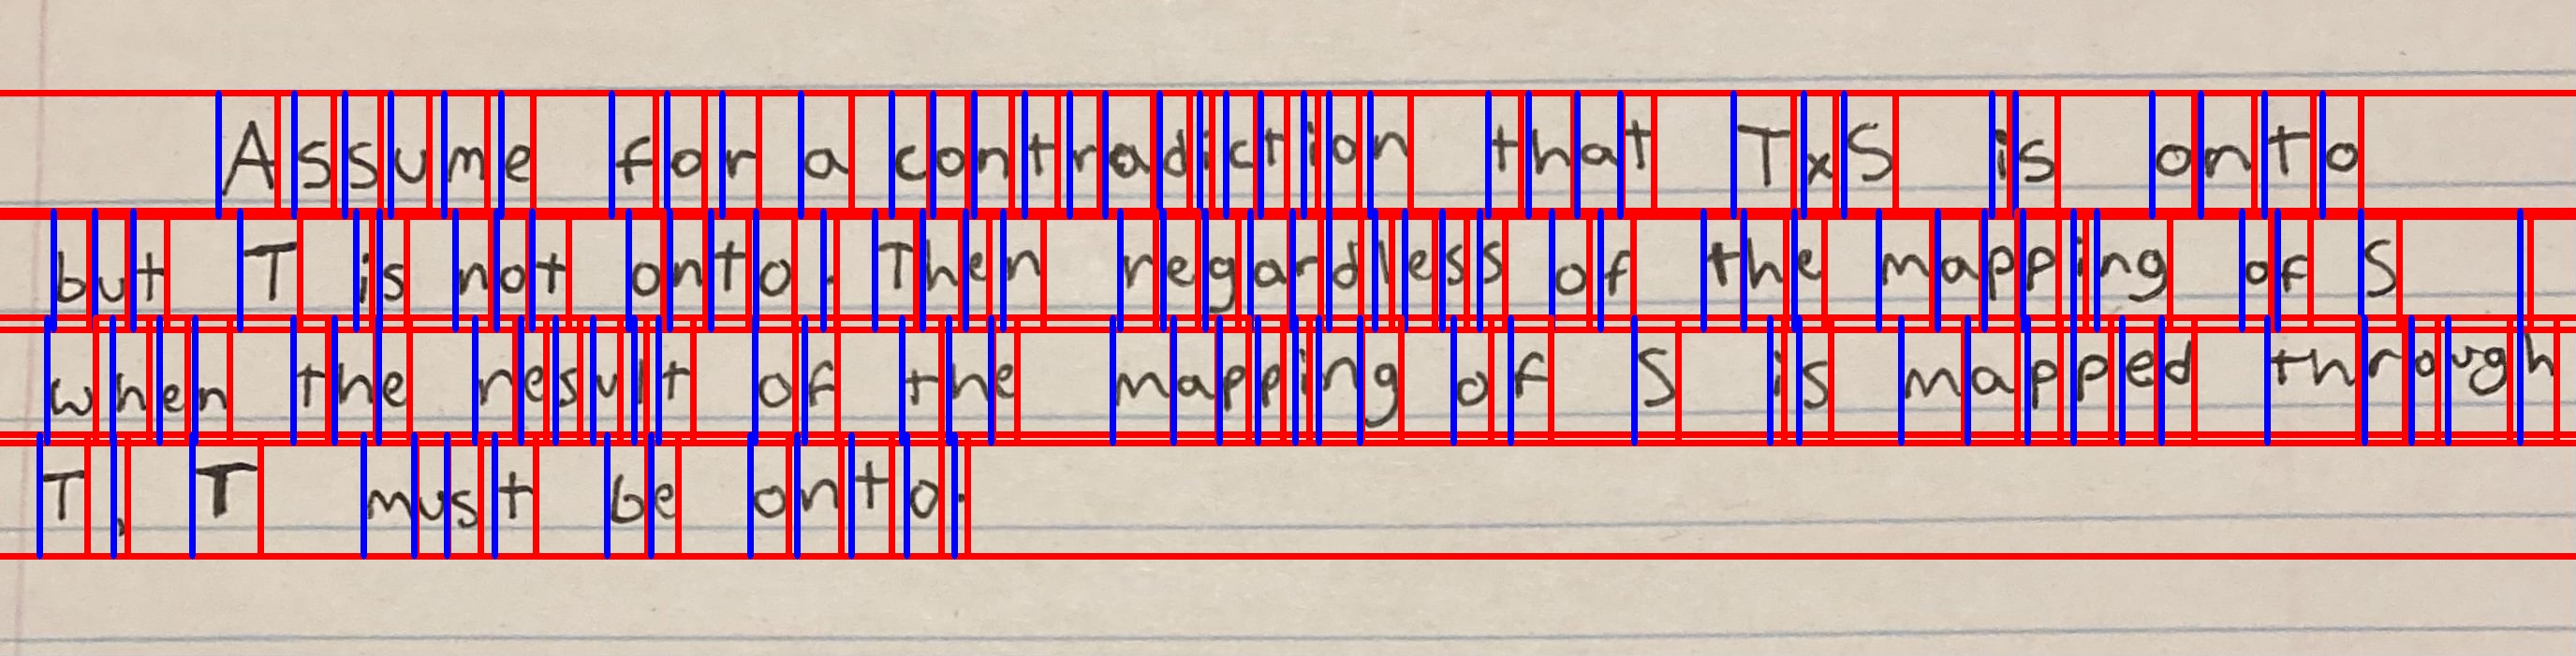 Assume for a contradiction that TxS is onto
but T is not onto. Then regardless of the mapping of S
when the result of the mapping of S is mapped through
T, T must be onto.